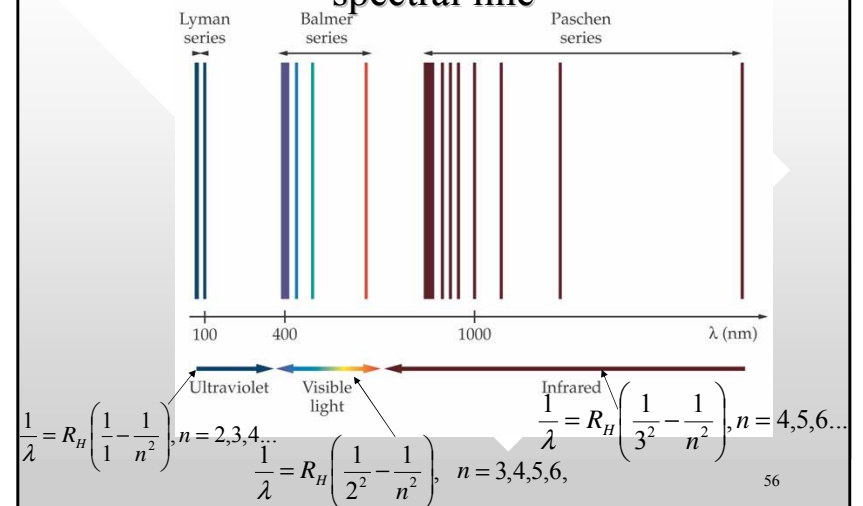 spectral line
Lyman series
Balmer series
Paschen series
100 400 1000 λ (nm)
Ultraviolet
Visible light
Infrared
1/λ = R_H (1/1 − 1/n²), n = 2,3,4...
1/λ = R_H (1/2² − 1/n²), n = 3,4,5,6,
1/λ = R_H (1/3² − 1/n²), n = 4,5,6...
56